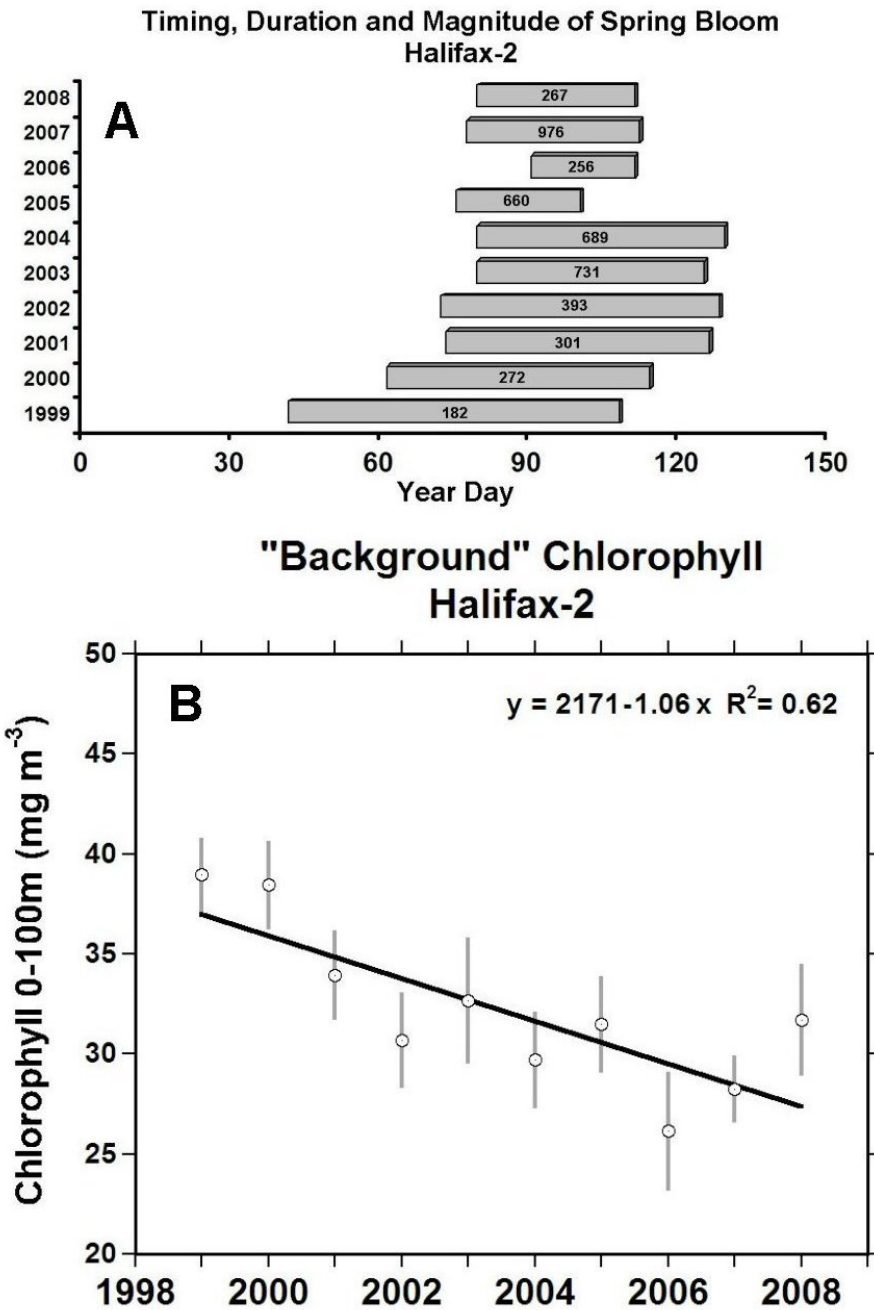 Timing, Duration and Magnitude of Spring Bloom
Halifax-2
A
2008
267
2007
976
2006
256
2005
660
2004
689
2003
731
2002
393
2001
301
2000
272
1999
182
0 30 60 90 120 150
Year Day
"Background" Chlorophyll
Halifax-2
B
y = 2171-1.06 x R²= 0.62
Chlorophyll 0-100m (mg m⁻³)
50
45
40
35
30
25
20
1998 2000 2002 2004 2006 2008